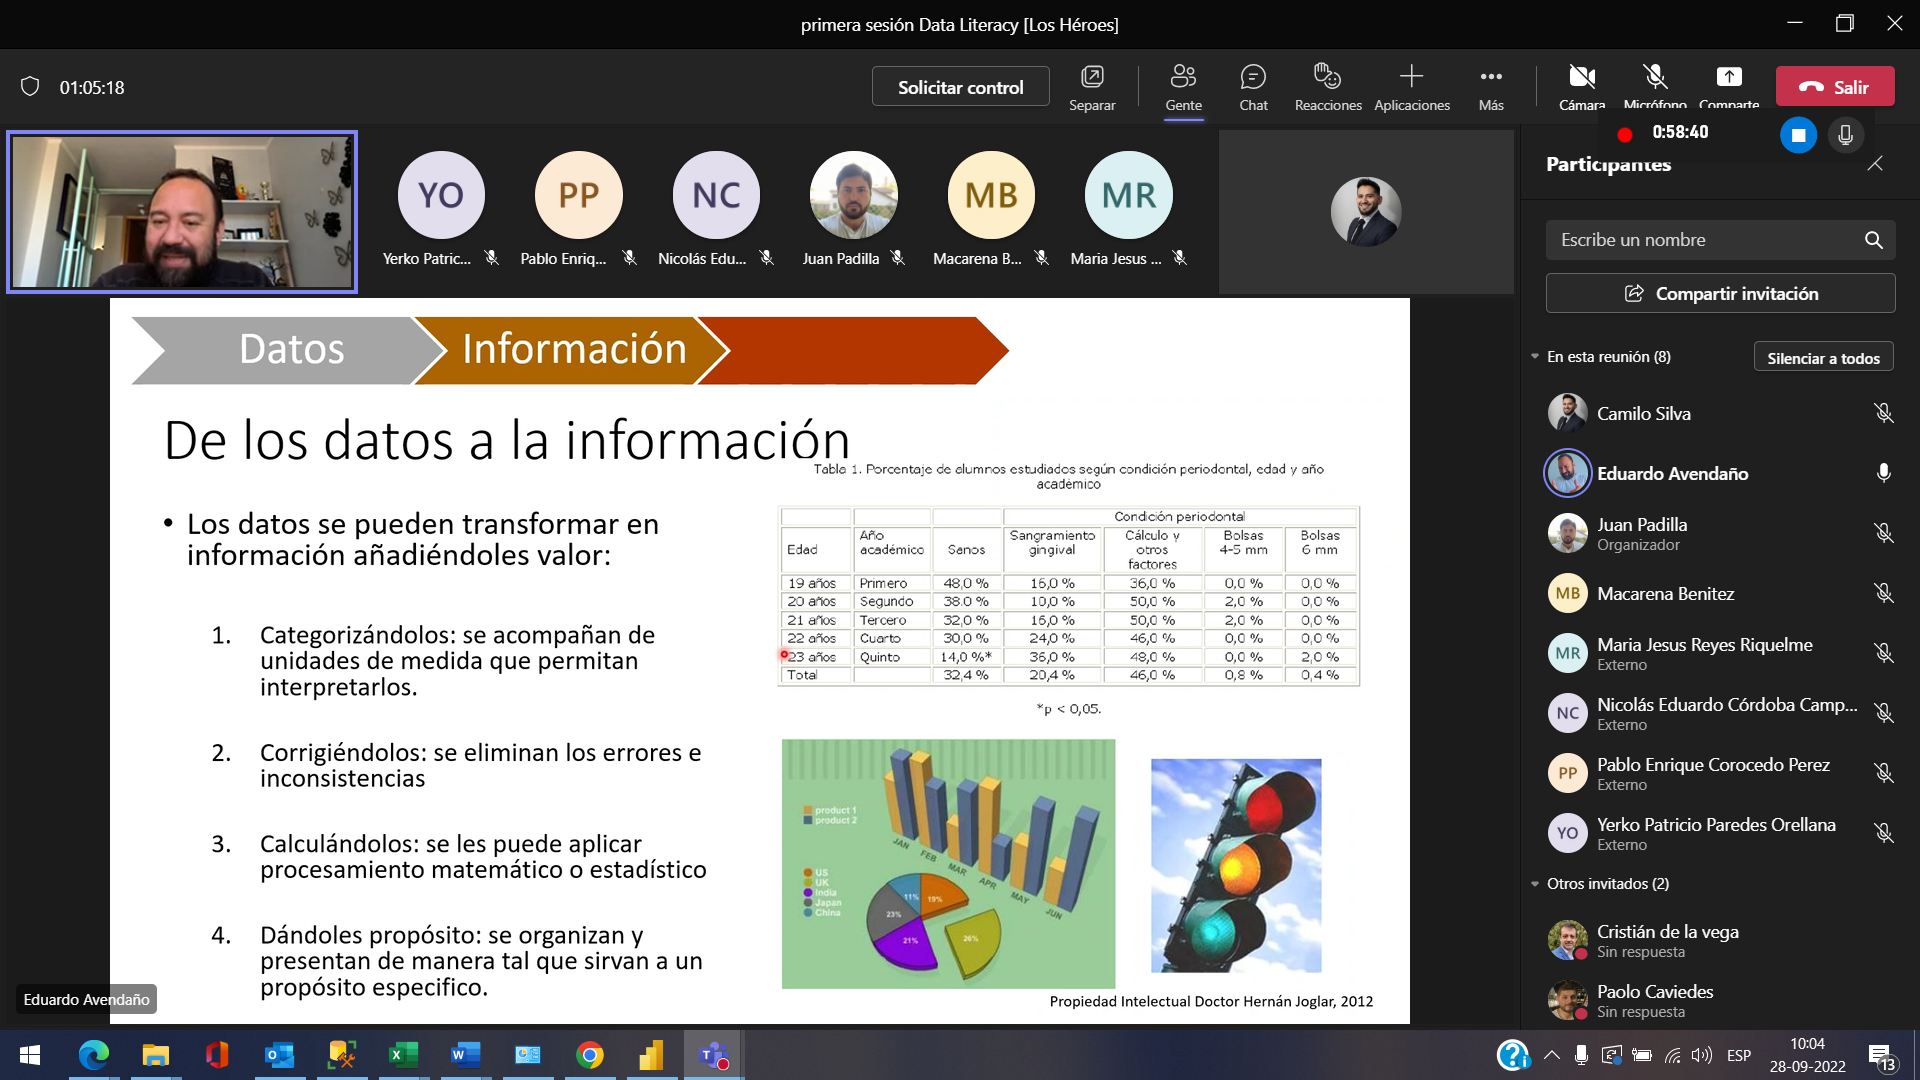 primera sesión Data Literacy [Los Héroes]
01:05:18
Solicitar control
Separar
Gente
Chat
Reacciones
Aplicaciones
Más
Cámara
Micrófono
Comparte
Salir
0:58:40
YO
PP
NC
MB
MR
Yerko Patric...
Pablo Enriq...
Nicolás Edu...
Juan Padilla
Macarena B...
Maria Jesus ...
Datos
Información
De los datos a la información
• Los datos se pueden transformar en
información añadiéndoles valor:
1. Categorizándolos: se acompañan de
unidades de medida que permitan
interpretarlos.
2. Corrigiéndolos: se eliminan los errores e
inconsistencias
3. Calculándolos: se les puede aplicar
procesamiento matemático o estadístico
4. Dándoles propósito: se organizan y
presentan de manera tal que sirvan a un
propósito especifico.
Tabla 1. Porcentaje de alumnos estudiados según condición periodontal, edad y año
académico
Condición periodontal
Edad Año académico Sanos Sangramiento gingival Cálculo y otros factores Bolsas 4-5 mm Bolsas 6 mm
19 años Primero 48,0 % 16,0 % 36,0 % 0,0 % 0,0 %
20 años Segundo 38.0 % 10,0 % 50,0 % 2,0 % 0,0 %
21 años Tercero 32,0 % 16,0 % 50,0 % 2,0 % 0,0 %
22 años Cuarto 30,0 % 24,0 % 46,0 % 0,0 % 0,0 %
23 años Quinto 14,0 %* 36,0 % 48,0 % 0,0 % 2,0 %
Total 32,4 % 20,4 % 46,0 % 0,8 % 0,4 %
*p < 0,05.
product 1
product 2
JAN
FEB
MAR
APR
MAY
JUN
US
UK
India
Japan
China
11%
19%
23%
21%
26%
Propiedad Intelectual Doctor Hernán Joglar, 2012
Eduardo Avendaño
Participantes
Escribe un nombre
Compartir invitación
En esta reunión (8)
Silenciar a todos
Camilo Silva
Eduardo Avendaño
Juan Padilla
Organizador
MB
Macarena Benitez
MR
Maria Jesus Reyes Riquelme
Externo
NC
Nicolás Eduardo Córdoba Camp...
Externo
PP
Pablo Enrique Corocedo Perez
Externo
YO
Yerko Patricio Paredes Orellana
Externo
Otros invitados (2)
Cristián de la vega
Sin respuesta
Paolo Caviedes
Sin respuesta
ESP
10:04
28-09-2022
13